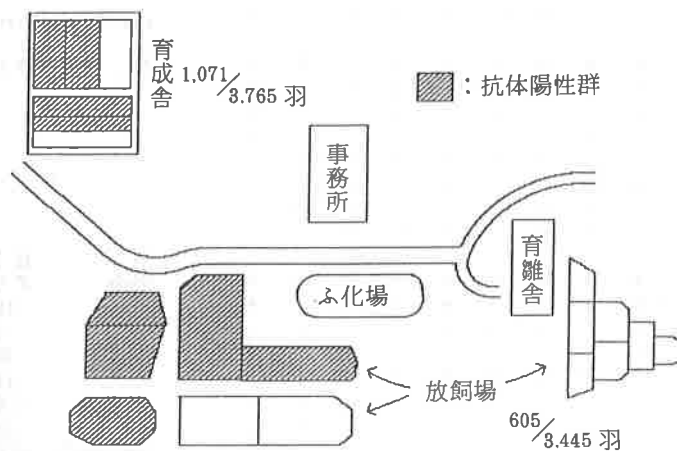 育成舎
1,071/3.765 羽
：抗体陽性群
事務所
育雛舎
ふ化場
放飼場
605/3.445 羽